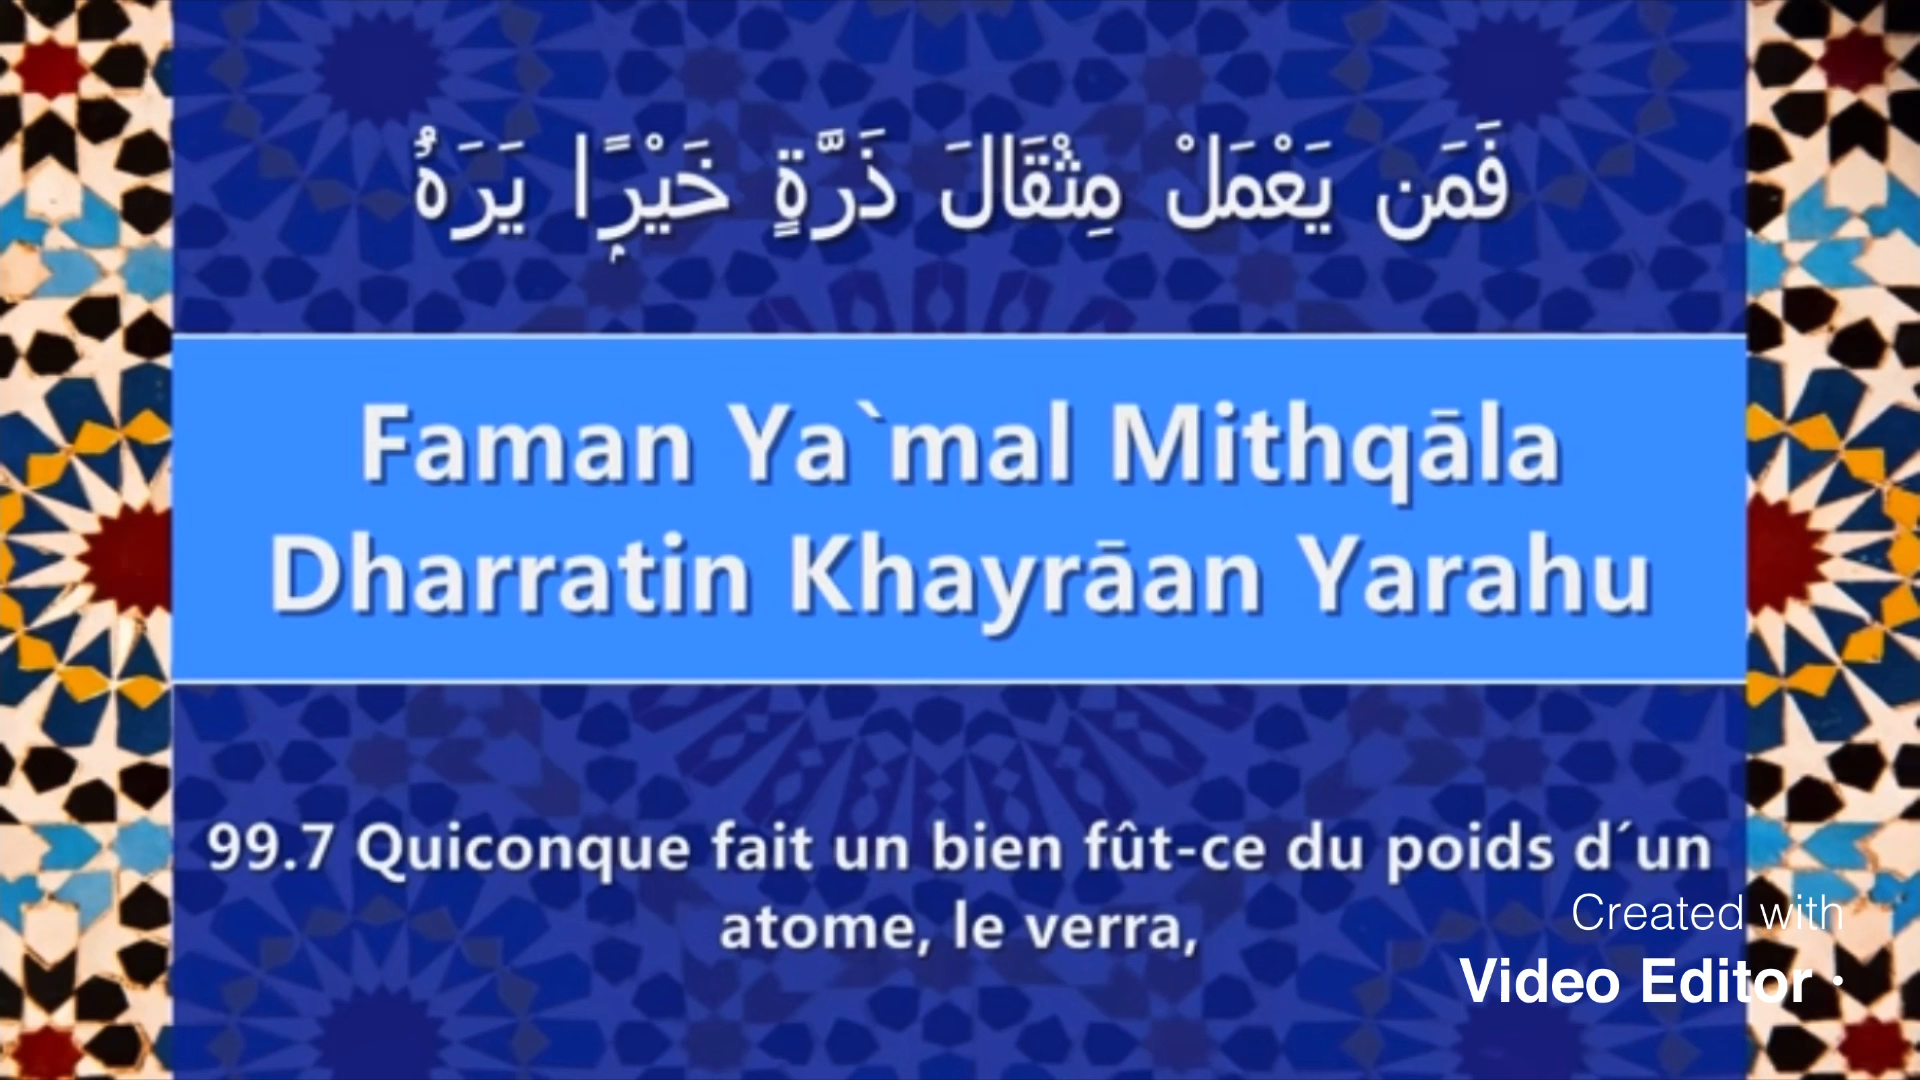 فَمَن يَعْمَلْ مِثْقَالَ ذَرَّةٍ خَيْرًٕا يَرَهُۥ
Faman Ya`mal Mithqāla
Dharratin Khayrāan Yarahu
99.7 Quiconque fait un bien fût-ce du poids d´un
atome, le verra,
Created with
Video Editor ·